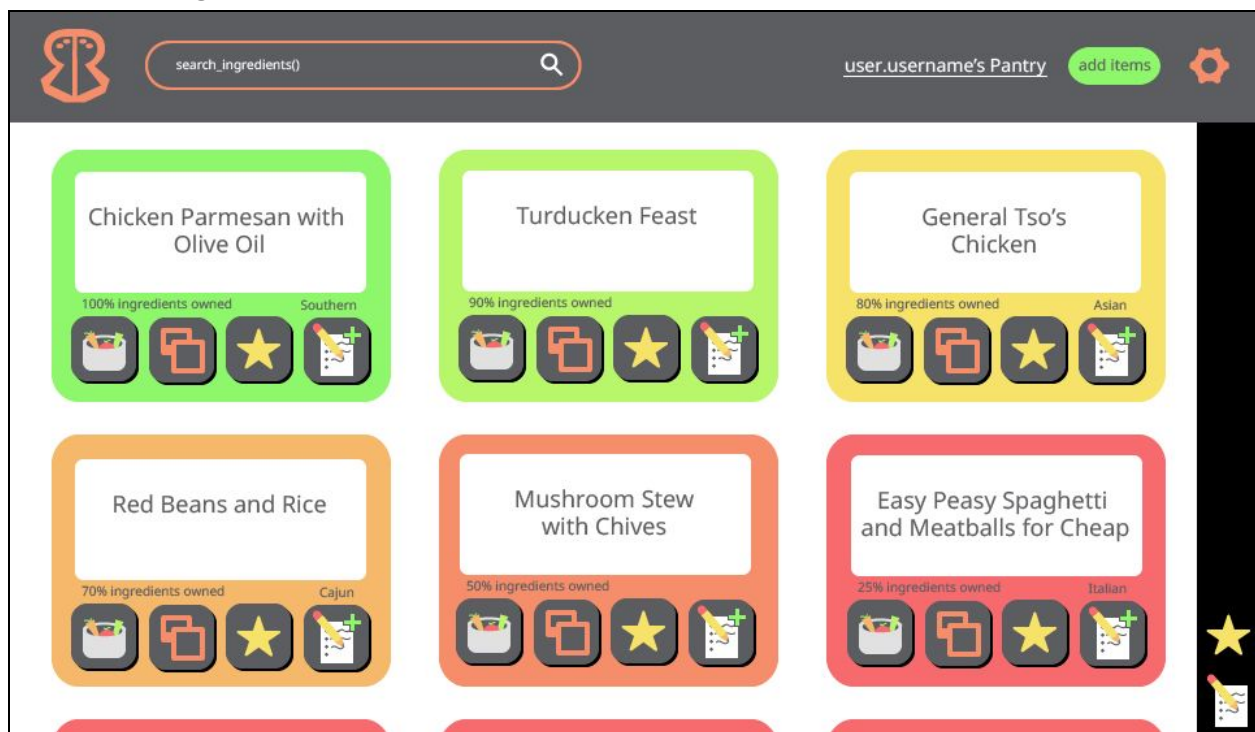 search_ingredients()
user.username’s Pantry
add items
Chicken Parmesan with
Olive Oil
100% ingredients owned
Southern
Turducken Feast
90% ingredients owned
General Tso’s
Chicken
80% ingredients owned
Asian
Red Beans and Rice
70% ingredients owned
Cajun
Mushroom Stew
with Chives
50% ingredients owned
Easy Peasy Spaghetti
and Meatballs for Cheap
25% ingredients owned
Italian